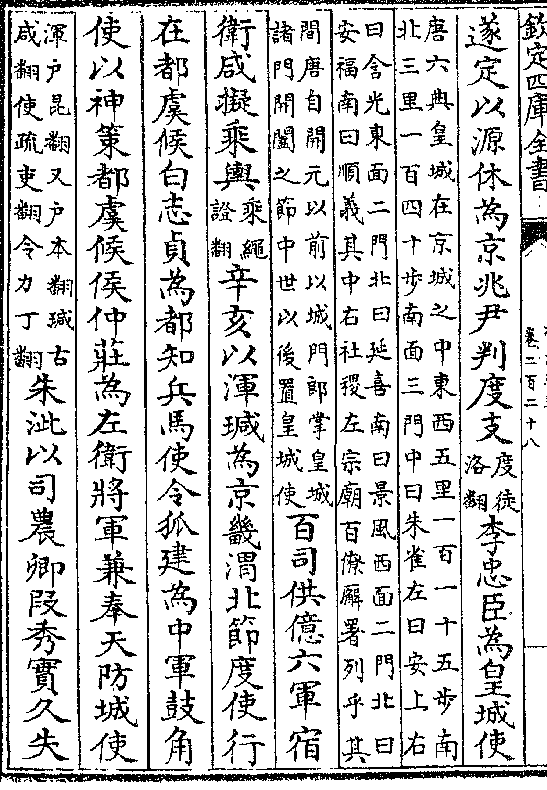 欽定四庫全書
卷二百二十八
遂定以源休為京兆尹判度支度徒洛翻李忠臣為皇城使
唐六典皇城在京城之中東西五里一百一十五步南
北三里一百四十步南面三門中曰朱雀左曰安上右
曰含光東面二門北曰延喜南曰景風西面二門北曰
安福南曰順義其中右社稷左宗廟百僚廨署列乎其
間唐自開元以前以城門郎掌皇城
諸門開闔之節中世以後置皇城使百司供億六軍宿
衛咸擬乘輿乘繩證翻辛亥以渾瑊為京畿渭北節度使行
在都虞候白志貞為都知兵馬使令狐建為中軍鼓角
使以神策都虞候侯仲莊為左衛將軍兼奉天防城使
渾户昆翻又户本翻瑊古
咸翻使疏吏翻令力丁翻朱泚以司農卿段秀實久失